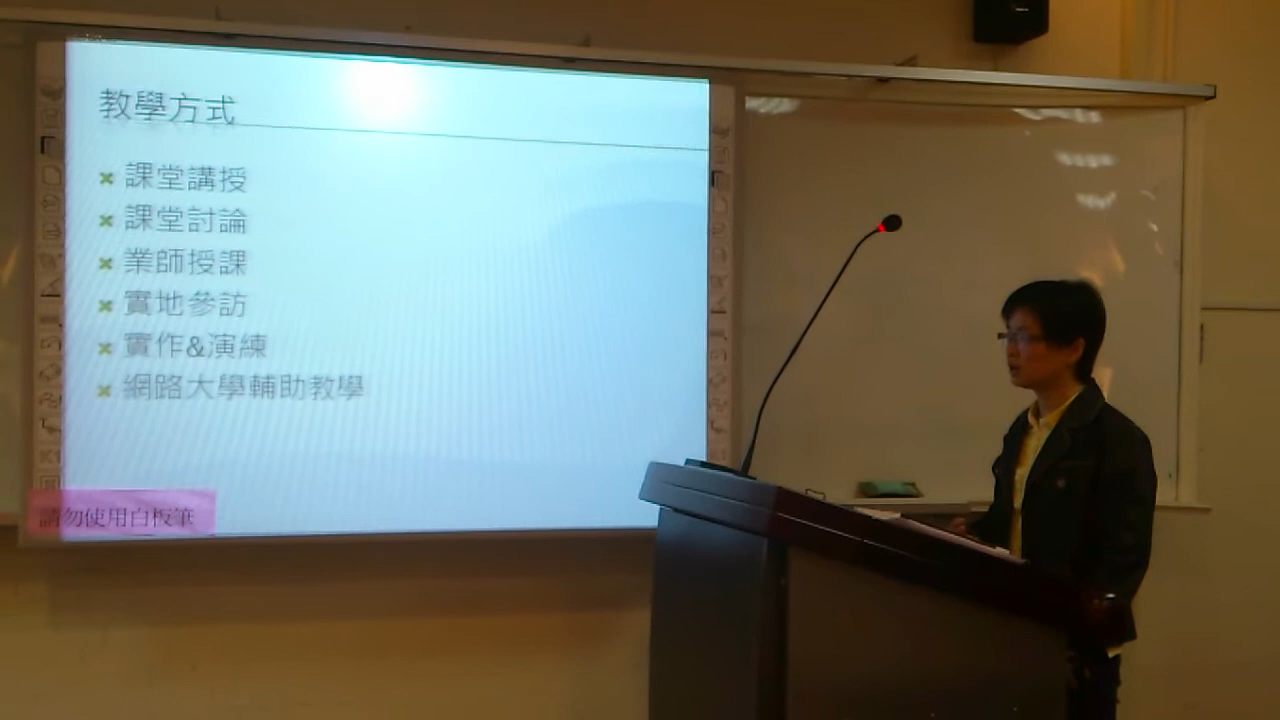 教學方式
課堂講授
課堂討論
業師授課
實地參訪
實作&演練
網路大學輔助教學
請勿使用白板筆